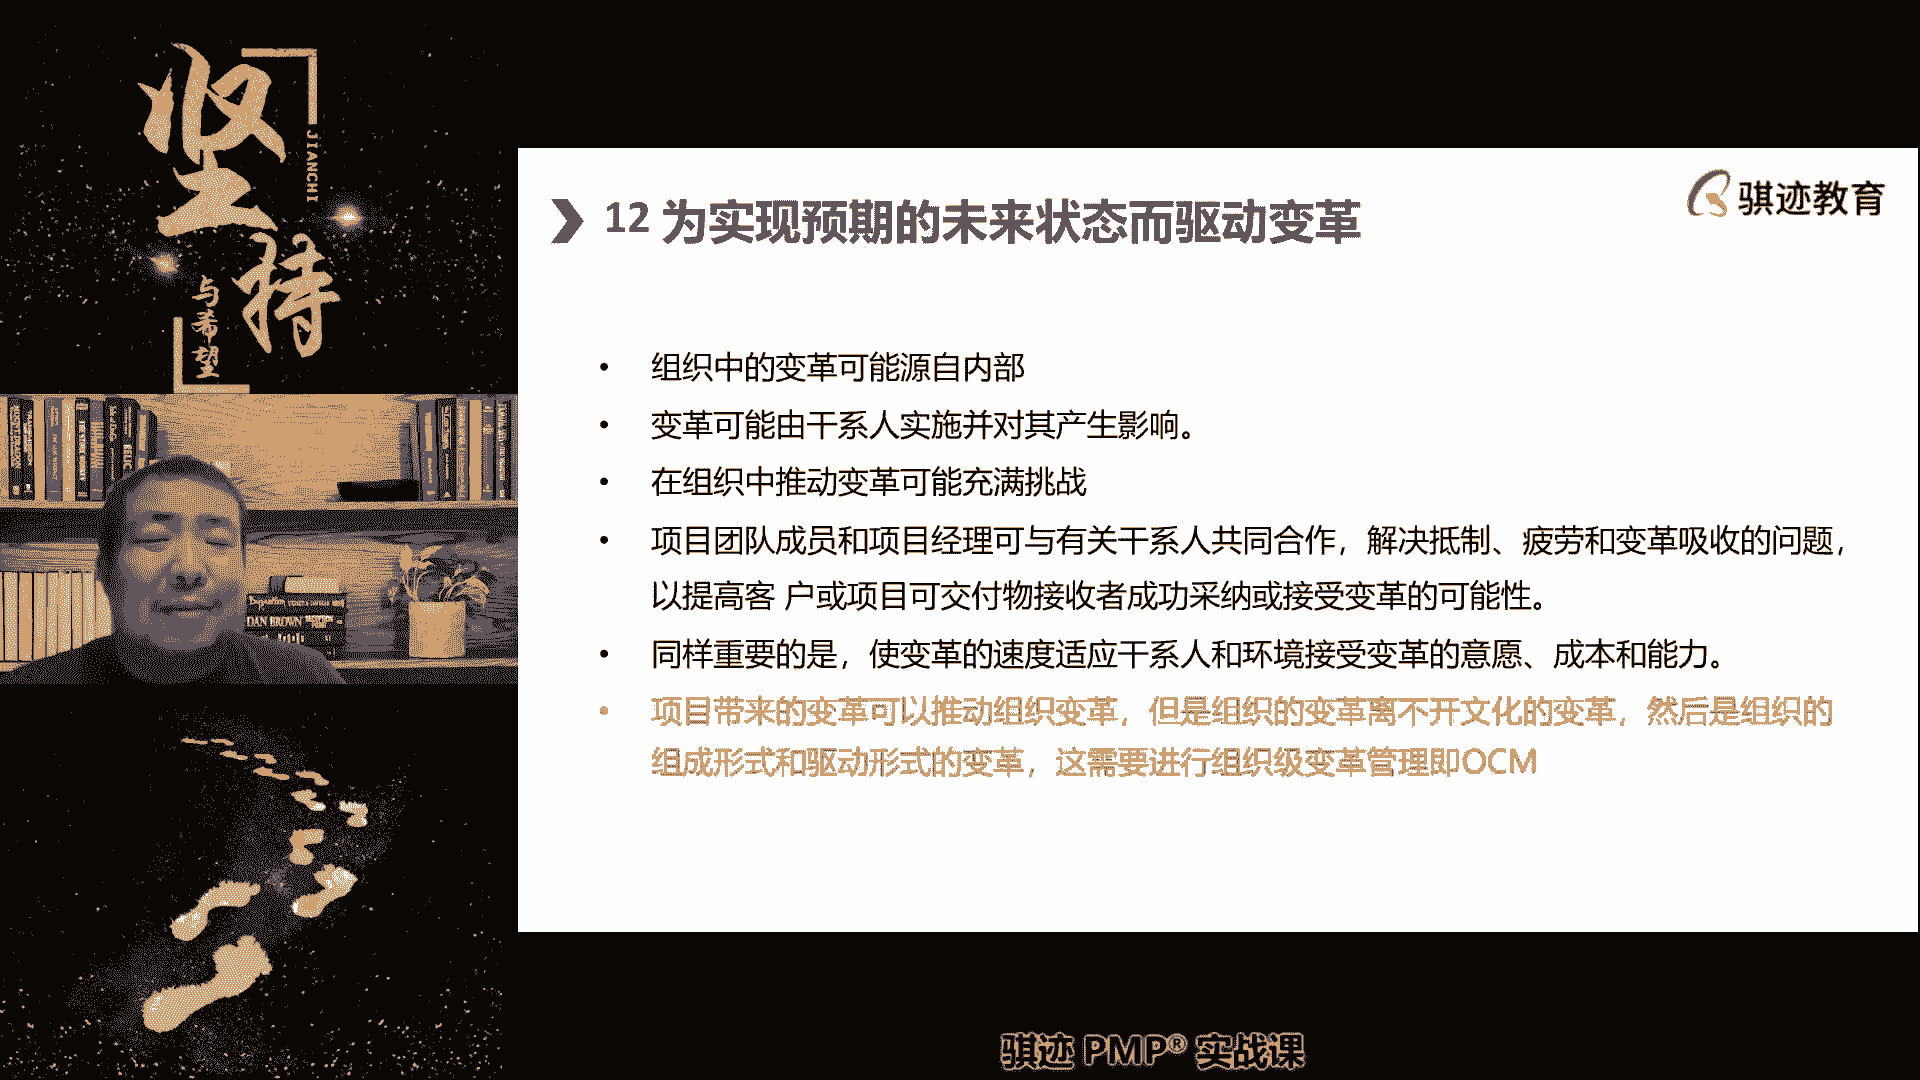 坚持
JIANCHI
与希望
骐迹教育
12 为实现预期的未来状态而驱动变革
• 组织中的变革可能源自内部
• 变革可能由干系人实施并对其产生影响。
• 在组织中推动变革可能充满挑战
• 项目团队成员和项目经理可与有关干系人共同合作，解决抵制、疲劳和变革吸收的问题，
以提高客 户或项目可交付物接收者成功采纳或接受变革的可能性。
• 同样重要的是，使变革的速度适应干系人和环境接受变革的意愿、成本和能力。
• 项目带来的变革可以推动组织变革，但是组织的变革离不开文化的变革，然后是组织的
组成形式和驱动形式的变革，这需要进行组织级变革管理即OCM
DAN BROWN
骐迹 PMP® 实战课